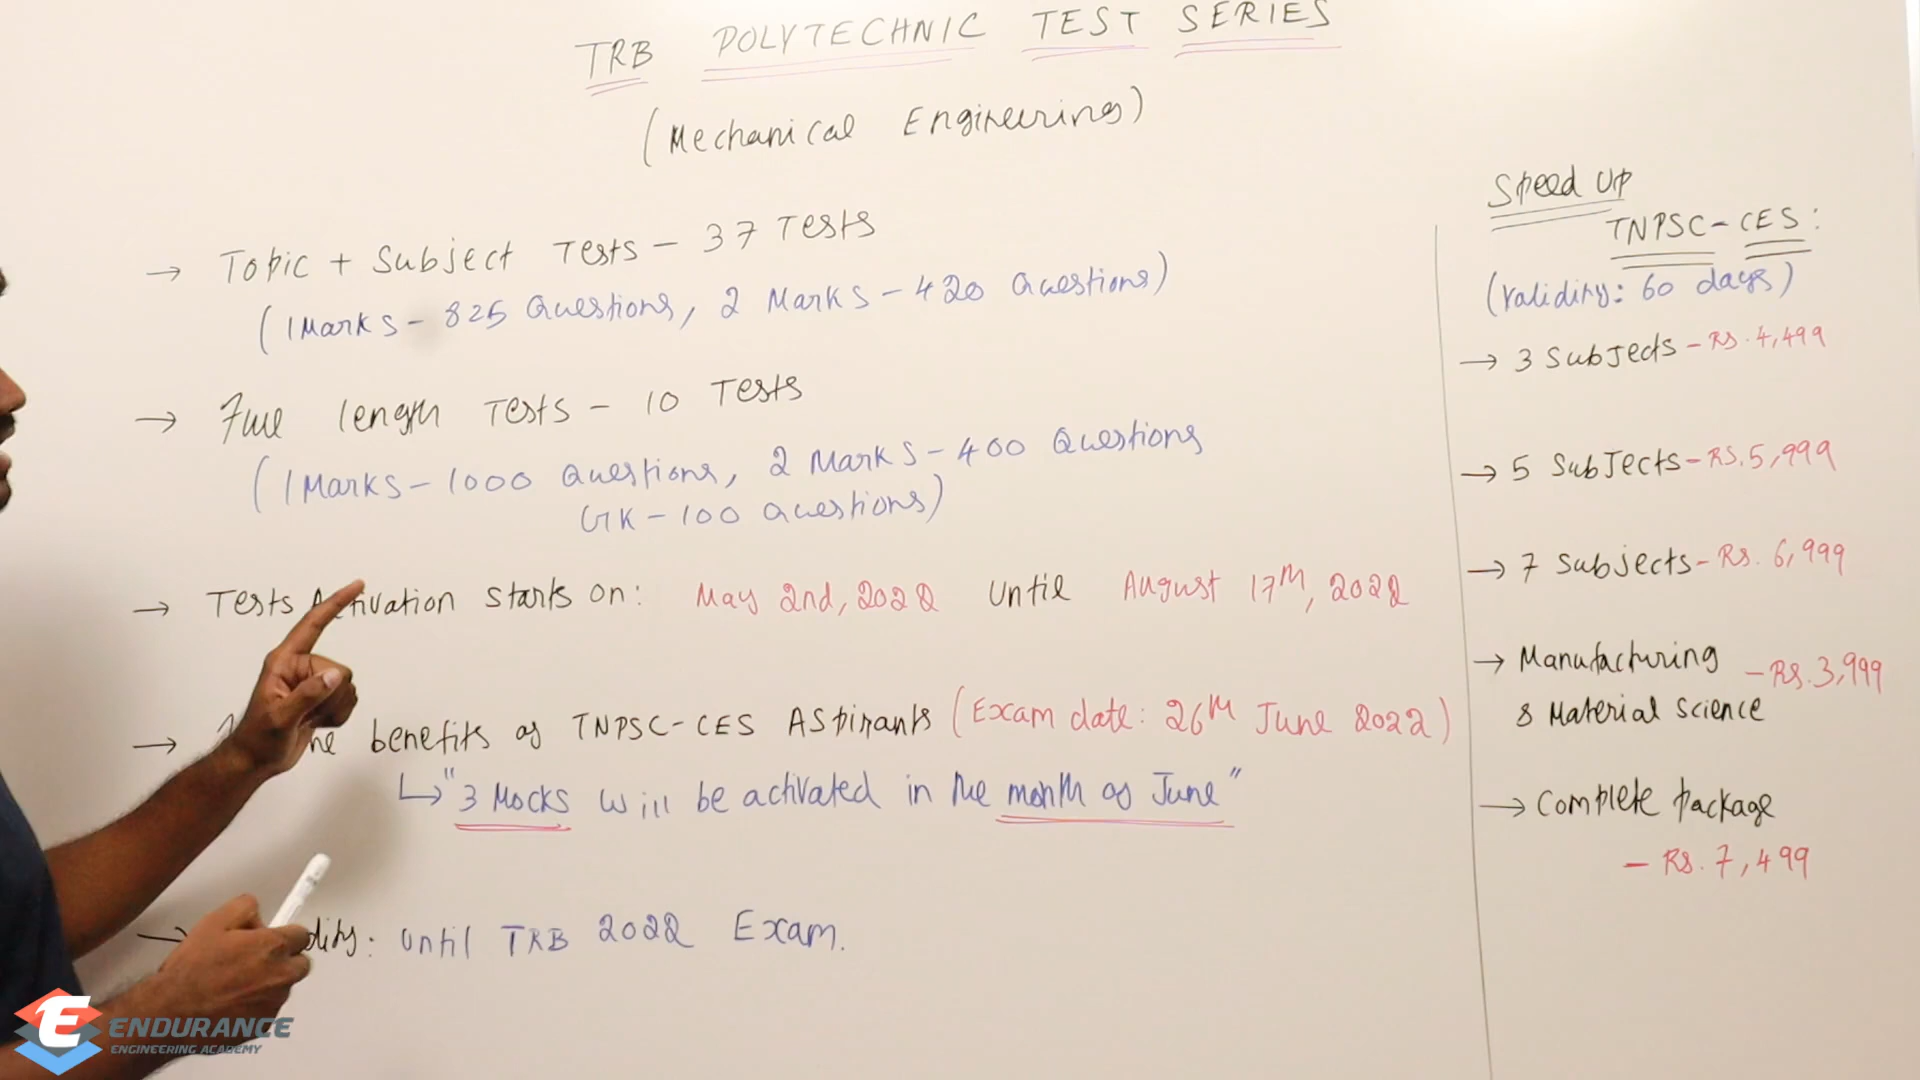 TRB POLYTECHNIC TEST SERIES
(Mechanical Engineering)
→ Topic + Subject Tests - 37 Tests
(1 Marks - 825 Questions, 2 Marks - 420 Questions)
→ Full length Tests - 10 Tests
(1 Marks - 1000 Questions, 2 Marks - 400 Questions
GK - 100 Questions)
→ Tests Activation starts on: May 2nd, 2022 Until August 17th, 2022
→ benefits of TNPSC-CES Aspirants (Exam date: 26th June 2022)
↳ "3 Mocks will be activated in the month of June"
→ until TRB 2022 Exam.
Speed Up
TNPSC-CES:
(validity: 60 days)
→ 3 Subjects - Rs. 4,499
→ 5 Subjects - Rs. 5,999
→ 7 Subjects - Rs. 6,999
→ Manufacturing - Rs. 3,999
& Material science
→ Complete package
- Rs. 7,499
E ENDURANCE
ENGINEERING ACADEMY